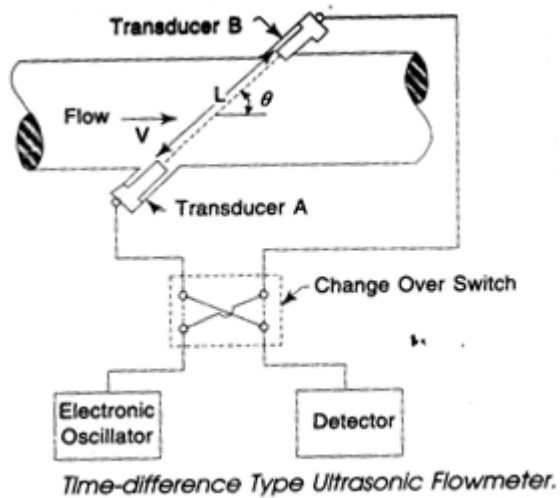 Transducer B
L
θ
Flow
V
Transducer A
Change Over Switch
Electronic
Oscillator
Detector
Time-difference Type Ultrasonic Flowmeter.